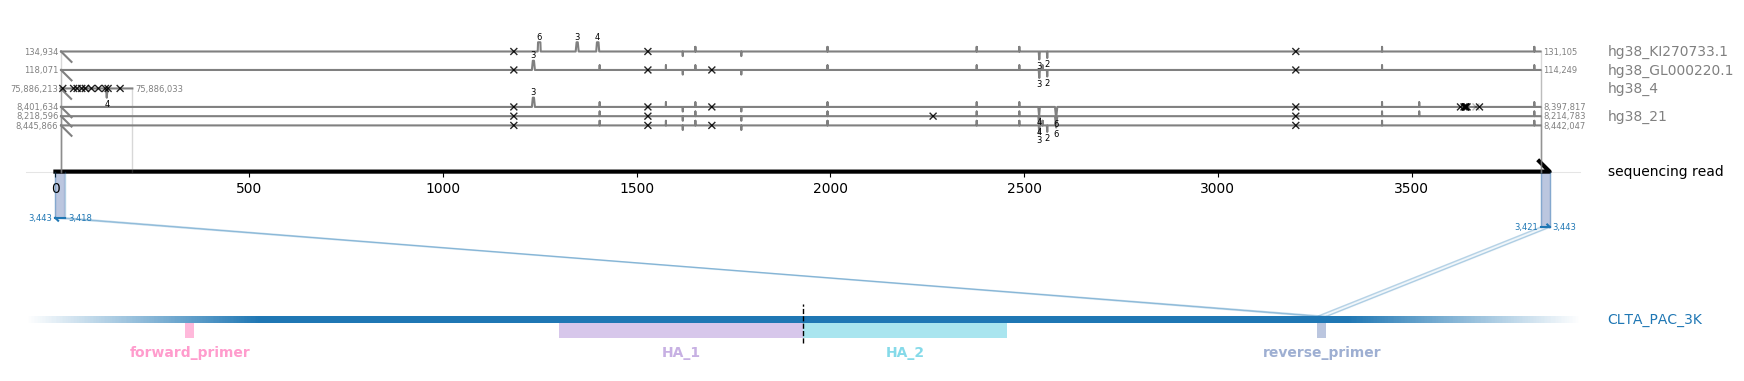 6 3 4
134,934 131,105 hg38_KI270733.1
3 3 2
118,071 114,249 hg38_GL000220.1
3 2
75,886,213 75,886,033 hg38_4
4
3
8,401,634 8,397,817
8,218,596 8,214,783 hg38_21
4 6
8,445,866 8,442,047
4 6
3 2
sequencing read
0 500 1000 1500 2000 2500 3000 3500
3,443 3,418
3,421 3,443
CLTA_PAC_3K
forward_primer HA_1 HA_2 reverse_primer